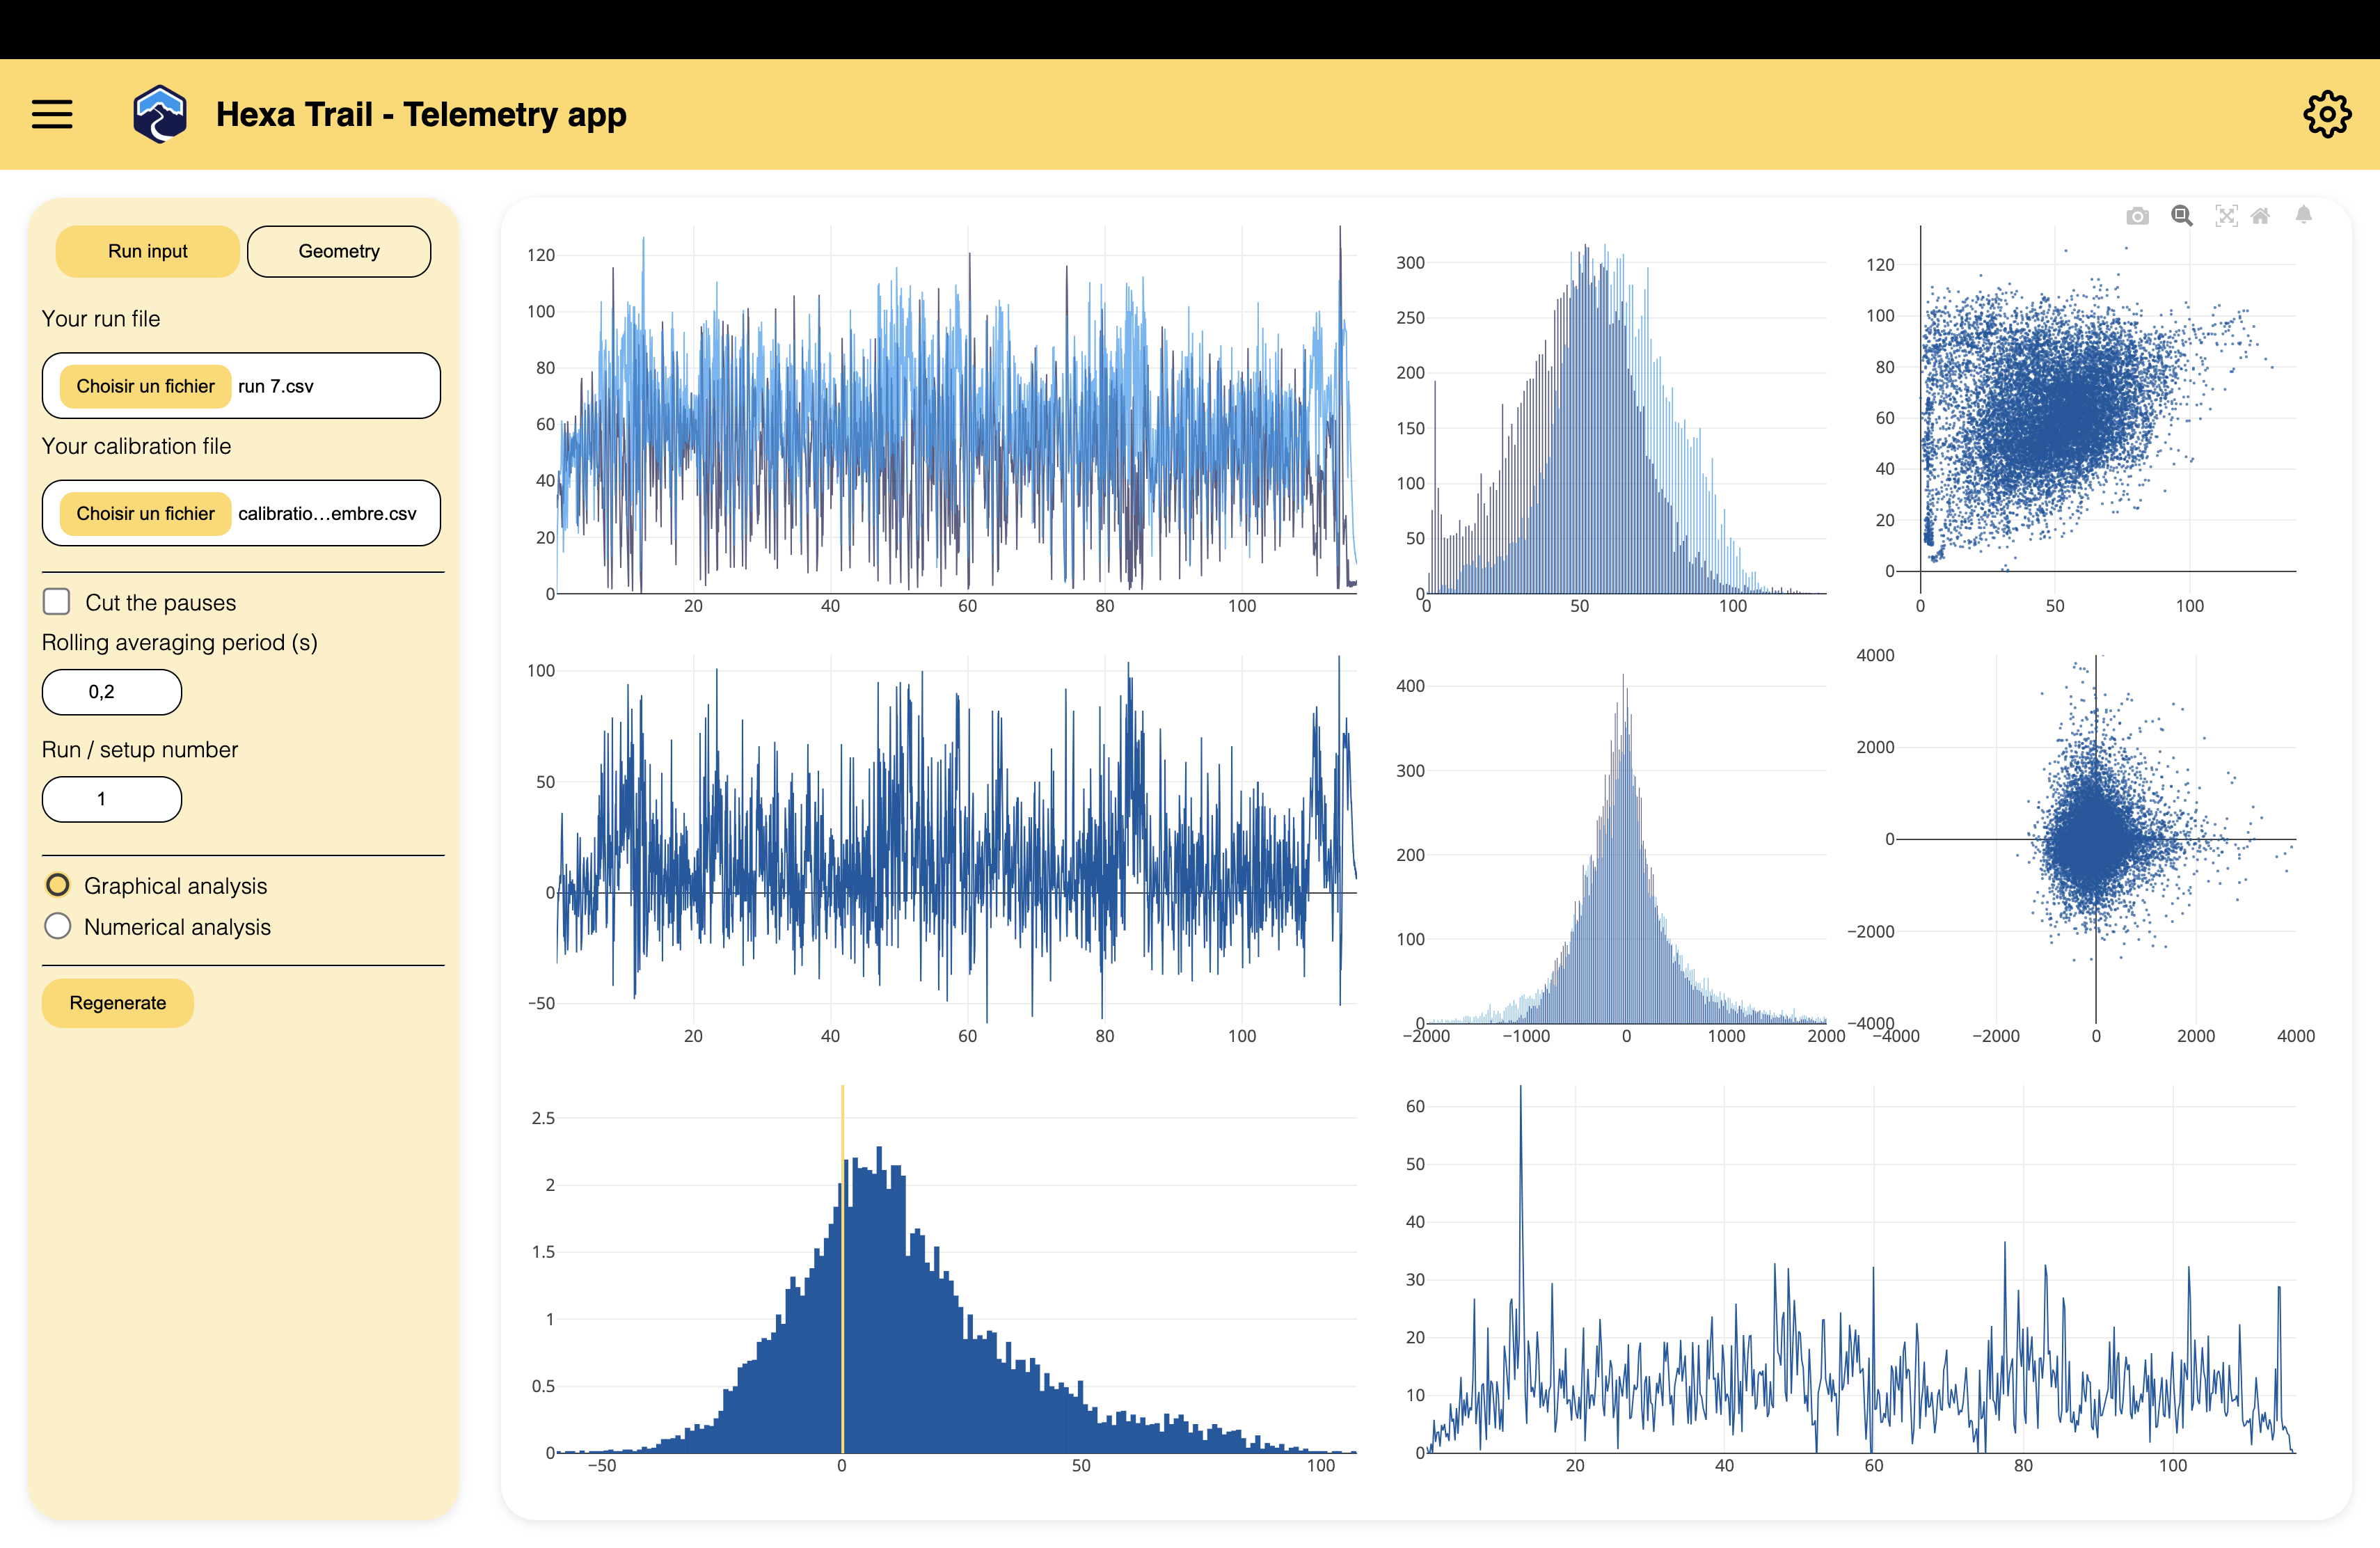 Hexa Trail - Telemetry app
Run input
Geometry
Your run file
Choisir un fichier run 7.csv
Your calibration file
Choisir un fichier calibratio…embre.csv
Cut the pauses
Rolling averaging period (s)
0,2
Run / setup number
1
Graphical analysis
Numerical analysis
Regenerate
120
100
80
60
40
20
0
20 40 60 80 100
300
250
200
150
100
50
0
0 50 100
120
100
80
60
40
20
0
0 50 100
100
50
0
−50
20 40 60 80 100
400
300
200
100
0
−2000 −1000 0 1000 2000
4000
2000
0
−2000
−4000
−4000 −2000 0 2000 4000
2.5
2
1.5
1
0.5
0
−50 0 50 100
60
50
40
30
20
10
0
20 40 60 80 100